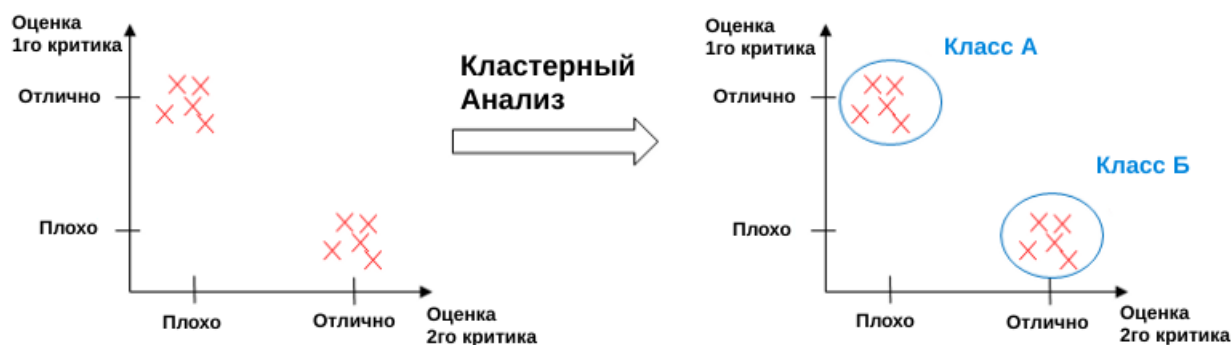 Оценка
1го критика
Отлично
Плохо
Плохо
Отлично
Оценка
2го критика
Кластерный
Анализ
Оценка
1го критика
Класс А
Отлично
Класс Б
Плохо
Плохо
Отлично
Оценка
2го критика